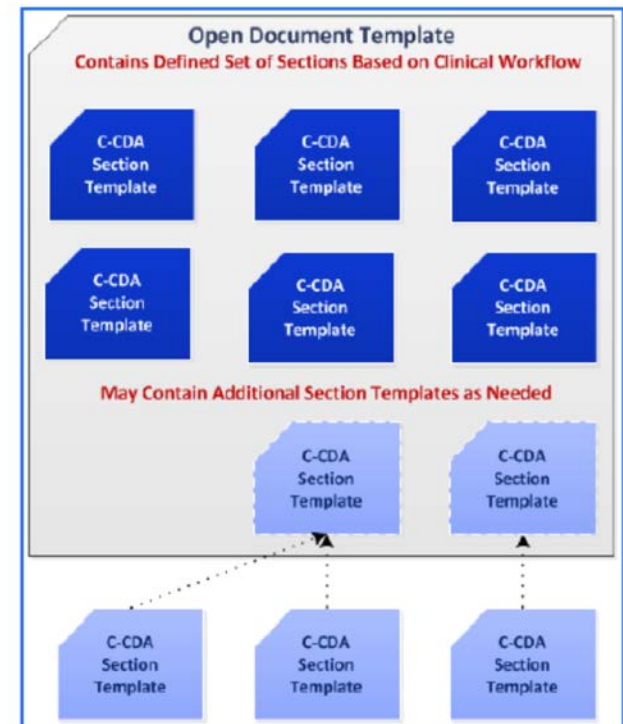 Open Document Template
Contains Defined Set of Sections Based on Clinical Workflow
C-CDA
Section
Template
C-CDA
Section
Template
C-CDA
Section
Template
C-CDA
Section
Template
C-CDA
Section
Template
C-CDA
Section
Template
May Contain Additional Section Templates as Needed
C-CDA
Section
Template
C-CDA
Section
Template
C-CDA
Section
Template
C-CDA
Section
Template
C-CDA
Section
Template